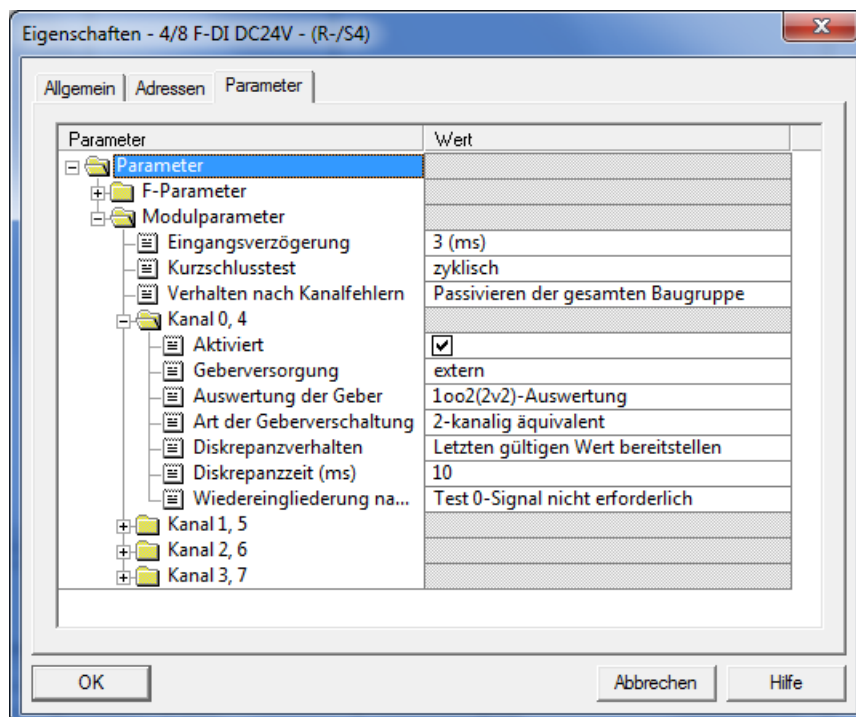 Eigenschaften - 4/8 F-DI DC24V - (R-/S4)
Allgemein Adressen Parameter
Parameter Wert
Parameter
F-Parameter
Modulparameter
Eingangsverzögerung 3 (ms)
Kurzschlusstest zyklisch
Verhalten nach Kanalfehlern Passivieren der gesamten Baugruppe
Kanal 0, 4
Aktiviert
Geberversorgung extern
Auswertung der Geber 1oo2(2v2)-Auswertung
Art der Geberverschaltung 2-kanalig äquivalent
Diskrepanzverhalten Letzten gültigen Wert bereitstellen
Diskrepanzzeit (ms) 10
Wiedereingliederung na... Test 0-Signal nicht erforderlich
Kanal 1, 5
Kanal 2, 6
Kanal 3, 7
OK Abbrechen Hilfe